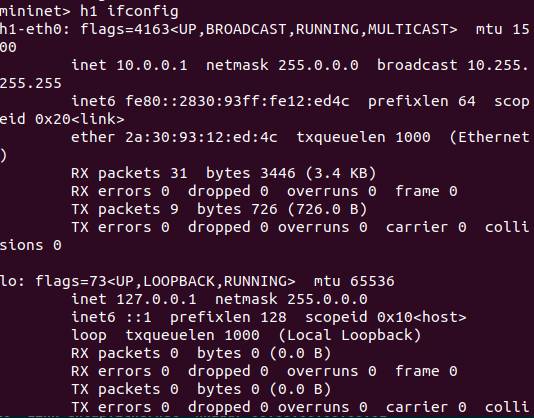 mininet> h1 ifconfig
h1-eth0: flags=4163<UP,BROADCAST,RUNNING,MULTICAST>  mtu 15
00
        inet 10.0.0.1  netmask 255.0.0.0  broadcast 10.255.
255.255
        inet6 fe80::2830:93ff:fe12:ed4c  prefixlen 64  scop
eid 0x20<link>
        ether 2a:30:93:12:ed:4c  txqueuelen 1000  (Ethernet
)
        RX packets 31  bytes 3446 (3.4 KB)
        RX errors 0  dropped 0  overruns 0  frame 0
        TX packets 9  bytes 726 (726.0 B)
        TX errors 0  dropped 0 overruns 0  carrier 0  colli
sions 0

lo: flags=73<UP,LOOPBACK,RUNNING>  mtu 65536
        inet 127.0.0.1  netmask 255.0.0.0
        inet6 ::1  prefixlen 128  scopeid 0x10<host>
        loop  txqueuelen 1000  (Local Loopback)
        RX packets 0  bytes 0 (0.0 B)
        RX errors 0  dropped 0  overruns 0  frame 0
        TX packets 0  bytes 0 (0.0 B)
        TX errors 0  dropped 0 overruns 0  carrier 0  colli